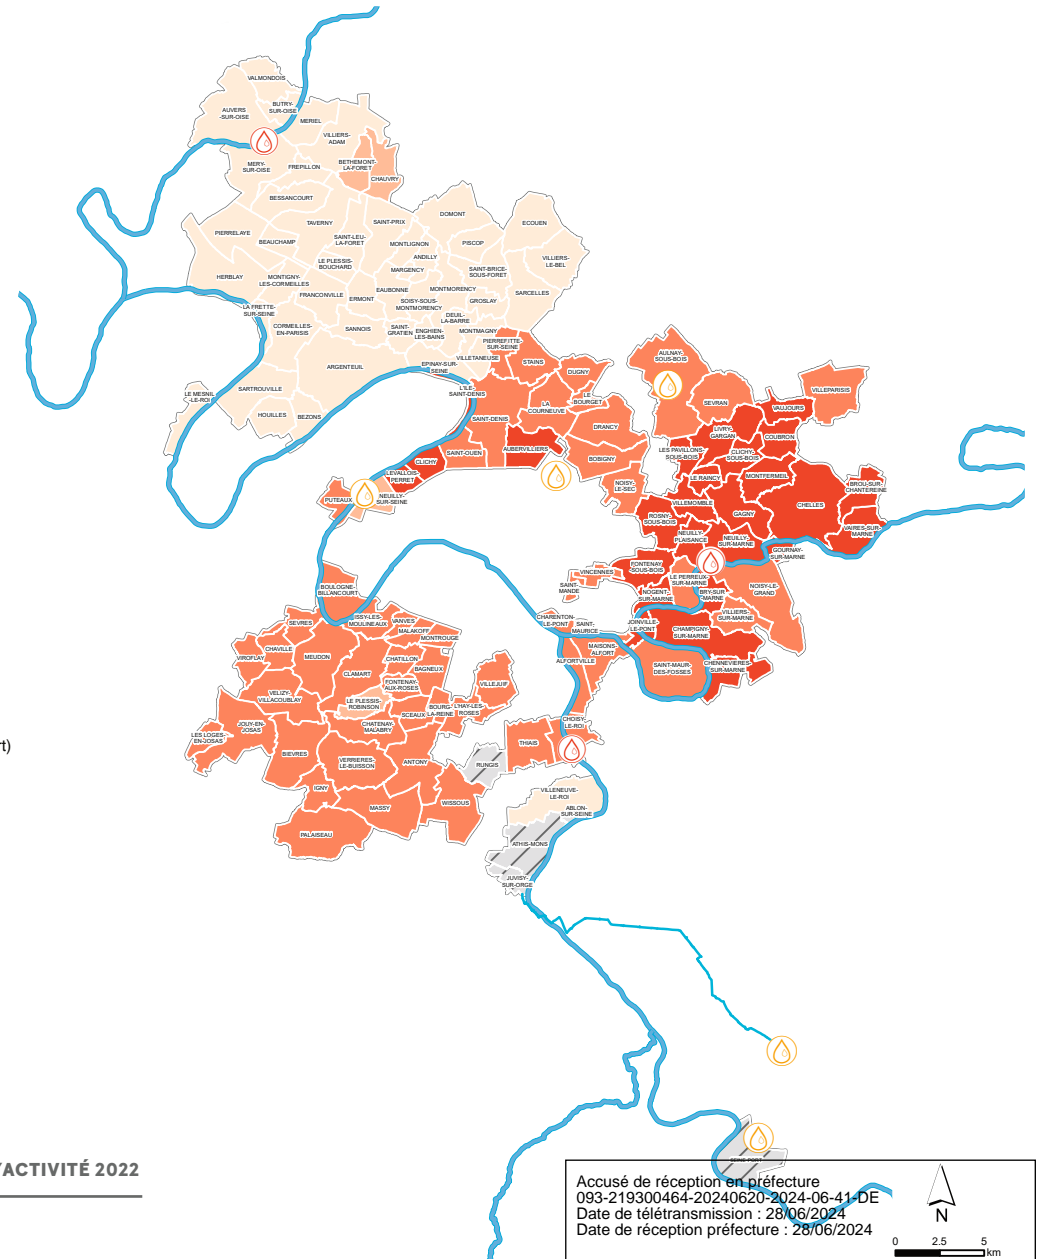 VALMONDOIS
BUTRY-
SUR-OISE
AUVERS
-SUR-OISE
MERIEL
VILLIERS-
ADAM
MERY-
SUR-OISE
FREPILLON
BETHEMONT-
LA-FORET
CHAUVRY
BESSANCOURT
DOMONT
TAVERNY
SAINT-PRIX
ECOUEN
PIERRELAYE
BEAUCHAMP
SAINT-LEU-
LA-FORET
MONTLIGNON
PISCOP
ANDILLY
LE PLESSIS-
BOUCHARD
MARGENCY
SAINT-BRICE-
SOUS-FORET
VILLIERS-
LE-BEL
HERBLAY
MONTIGNY-
LES-CORMEILLES
FRANCONVILLE
ERMONT
EAUBONNE
MONTMORENCY
SARCELLES
SOISY-SOUS-
MONTMORENCY
GROSLAY
LA FRETTE-
SUR-SEINE
DEUIL-
LA-BARRE
CORMEILLES-
EN-PARISIS
SANNOIS
SAINT-
GRATIEN
ENGHIEN-
LES-BAINS
MONTMAGNY
PIERREFITTE-
SUR-SEINE
VILLETANEUSE
ARGENTEUIL
EPINAY-SUR-
SEINE
STAINS
DUGNY
AULNAY-
SOUS-BOIS
LE MESNIL
-LE-ROI
SARTROUVILLE
L'ILE-
SAINT-DENIS
LE
BOURGET
SEVRAN
VILLEPARISIS
HOUILLES
BEZONS
SAINT-DENIS
LA
COURNEUVE
VAUJOURS
DRANCY
LIVRY-
GARGAN
COUBRON
SAINT-OUEN
AUBERVILLIERS
BOBIGNY
LES PAVILLONS-
SOUS-BOIS
CLICHY-
SOUS-BOIS
CLICHY
LEVALLOIS-
PERRET
NOISY-
LE-SEC
LE RAINCY
MONTFERMEIL
BROU-SUR-
CHANTEREINE
PUTEAUX
NEUILLY-
SUR-SEINE
VILLEMOMBLE
GAGNY
CHELLES
ROSNY-
SOUS-BOIS
VAIRES-SUR-
MARNE
NEUILLY-
PLAISANCE
NEUILLY-
SUR-MARNE
GOURNAY-
SUR-MARNE
FONTENAY-
SOUS-BOIS
VINCENNES
LE PERREUX-
SUR-MARNE
NOISY-LE-
GRAND
SAINT-
MANDE
NOGENT-
SUR-MARNE
BRY-SUR-
MARNE
BOULOGNE-
BILLANCOURT
VILLIERS-
SUR-MARNE
CHARENTON-
LE-PONT
SAINT-
MAURICE
JOINVILLE-
LE-PONT
CHAMPIGNY-
SUR-MARNE
SEVRES
ISSY-LES-
MOULINEAUX
VANVES
MALAKOFF
MONTROUGE
MAISONS-
ALFORT
ALFORTVILLE
CHAVILLE
VIROFLAY
MEUDON
CHATILLON
BAGNEUX
CLAMART
SAINT-MAUR-
DES-FOSSES
CHENNEVIERES-
SUR-MARNE
FONTENAY-
AUX-ROSES
VILLEJUIF
VELIZY-
VILLACOUBLAY
LE PLESSIS-
ROBINSON
SCEAUX
BOURG-
LA-REINE
L'HAY-LES-
ROSES
CHATENAY-
MALABRY
CHOISY-
LE-ROI
LES LOGES-
EN-JOSAS
JOUY-EN-
JOSAS
THIAIS
BIEVRES
VERRIERES-
LE-BUISSON
ANTONY
RUNGIS
IGNY
VILLENEUVE-
LE-ROI
MASSY
WISSOUS
ABLON-
SUR-SEINE
PALAISEAU
ATHIS-MONS
JUVISY-
SUR-ORGE
rt)
SEINE-PORT
'ACTIVITÉ 2022
Accusé de réception en préfecture
093-219300464-20240620-2024-06-41-DE
Date de télétransmission : 28/06/2024
Date de réception préfecture : 28/06/2024
N
0 2.5 5
km